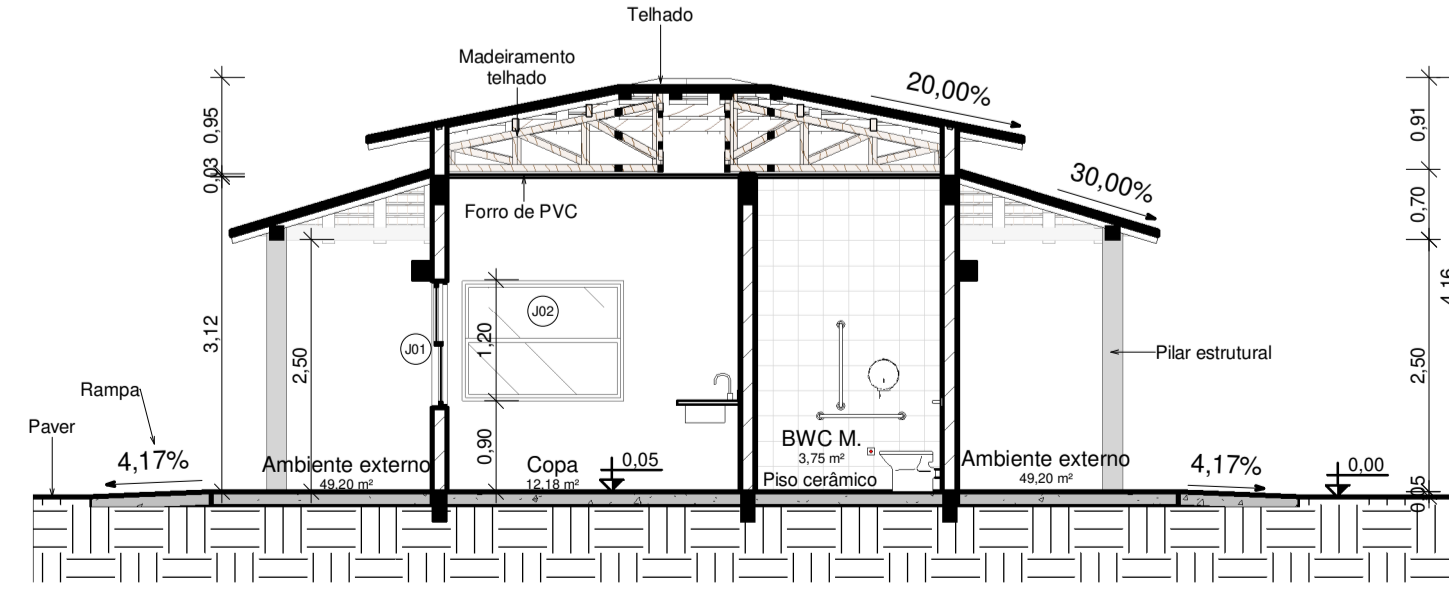 Telhado
Madeiramento
telhado
20,00%
0,95
0,91
0,03
30,00%
0,70
Forro de PVC
J02
1,20
J01
3,12
2,50
4,16
Pilar estrutural
2,50
Rampa
Paver
4,17%
Ambiente externo
49,20 m²
0,90
Copa
12,18 m²
0,05
BWC M.
3,75 m²
Piso cerâmico
Ambiente externo
49,20 m²
4,17%
0,00
0,05